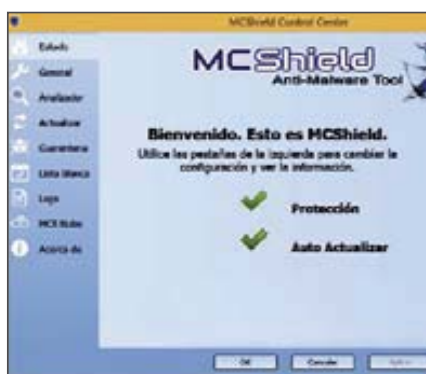 MCShield Control Center
Estado
General
Analizador
Actualizar
Cuarentena
Lista Blanca
Logs
MCS Nube
Acerca de
MCShield
Anti-Malware Tool
Bienvenido. Esto es MCShield.
Utilice las pestañas de la izquierda para cambiar la
configuración y ver la información.
Protección
Auto Actualizar
OK
Cancelar
Aplicar